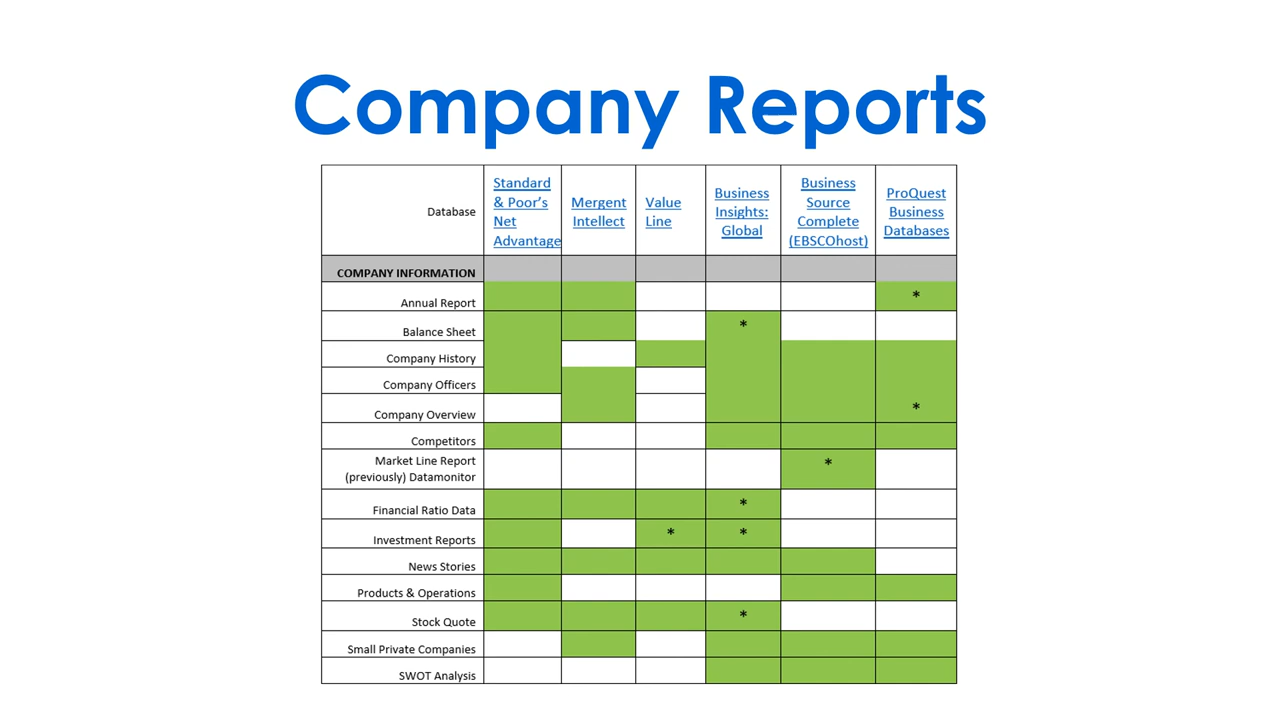 Company Reports
Database
Standard
& Poor's
Net
Advantage
Mergent
Intellect
Value
Line
Business
Insights:
Global
Business
Source
Complete
(EBSCOhost)
ProQuest
Business
Databases
COMPANY INFORMATION
Annual Report *
Balance Sheet *
Company History
Company Officers
Company Overview *
Competitors
Market Line Report
(previously) Datamonitor *
Financial Ratio Data *
Investment Reports * *
News Stories
Products & Operations
Stock Quote *
Small Private Companies
SWOT Analysis